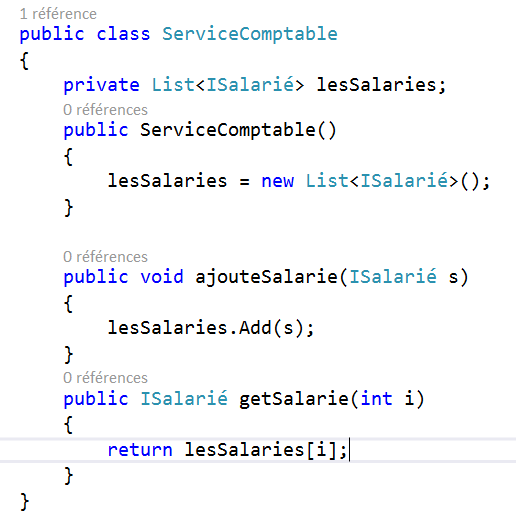 1 référence
public class ServiceComptable
{
private List<ISalarié> lesSalaries;
0 références
public ServiceComptable()
{
lesSalaries = new List<ISalarié>();
}
0 références
public void ajouteSalarie(ISalarié s)
{
lesSalaries.Add(s);
}
0 références
public ISalarié getSalarie(int i)
{
return lesSalaries[i];
}
}